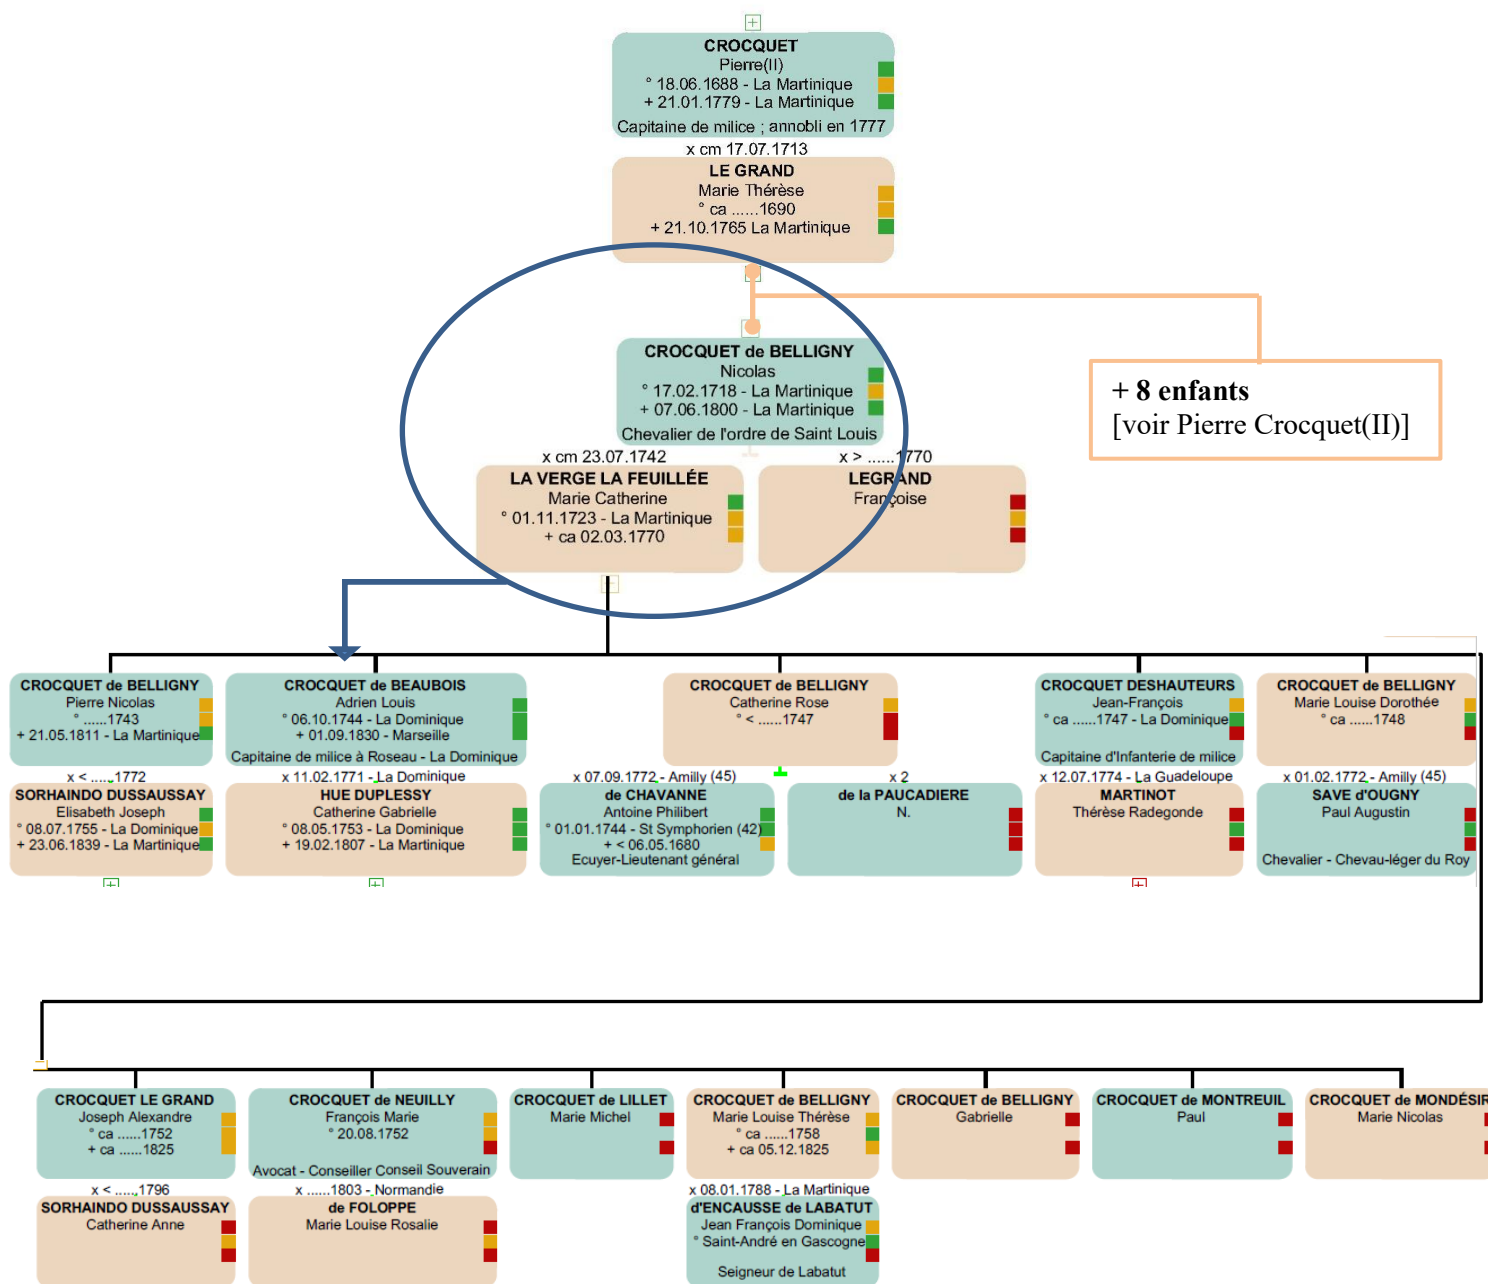 CROCQUET
Pierre(II)
° 18.06.1688 - La Martinique
+ 21.01.1779 - La Martinique
Capitaine de milice ; annobli en 1777
x cm 17.07.1713
LE GRAND
Marie Thérèse
° ca ......1690
+ 21.10.1765 La Martinique
CROCQUET de BELLIGNY
Nicolas
° 17.02.1718 - La Martinique
+ 07.06.1800 - La Martinique
Chevalier de l'ordre de Saint Louis
+ 8 enfants
[voir Pierre Crocquet(II)]
x cm 23.07.1742
LA VERGE LA FEUILLÉE
Marie Catherine
° 01.11.1723 - La Martinique
+ ca 02.03.1770
x > ......1770
LEGRAND
Françoise
CROCQUET de BELLIGNY
Pierre Nicolas
° ......1743
+ 21.05.1811 - La Martinique
x < ......1772
SORHAINDO DUSSAUSSAY
Elisabeth Joseph
° 08.07.1755 - La Dominique
+ 23.06.1839 - La Martinique
CROCQUET de BEAUBOIS
Adrien Louis
° 06.10.1744 - La Dominique
+ 01.09.1830 - Marseille
Capitaine de milice à Roseau - La Dominique
x 11.02.1771 - La Dominique
HUE DUPLESSY
Catherine Gabrielle
° 08.05.1753 - La Dominique
+ 19.02.1807 - La Martinique
CROCQUET de BELLIGNY
Catherine Rose
° < ......1747
x 07.09.1772 - Amilly (45)
de CHAVANNE
Antoine Philibert
° 01.01.1744 - St Symphorien (42)
+ < 06.05.1680
Ecuyer-Lieutenant général
x 2
de la PAUCADIERE
N.
CROCQUET DESHAUTEURS
Jean-François
° ca ......1747 - La Dominique
Capitaine d'Infanterie de milice
x 12.07.1774 - La Guadeloupe
MARTINOT
Thérèse Radegonde
CROCQUET de BELLIGNY
Marie Louise Dorothée
° ca ......1748
x 01.02.1772 - Amilly (45)
SAVE d'OUGNY
Paul Augustin
Chevalier - Chevau-léger du Roy
CROCQUET LE GRAND
Joseph Alexandre
° ca ......1752
+ ca ......1825
x < ......1796
SORHAINDO DUSSAUSSAY
Catherine Anne
CROCQUET de NEUILLY
François Marie
° 20.08.1752
Avocat - Conseiller Conseil Souverain
x ......1803 - Normandie
de FOLOPPE
Marie Louise Rosalie
CROCQUET de LILLET
Marie Michel
CROCQUET de BELLIGNY
Marie Louise Thérèse
° ca ......1758
+ ca 05.12.1825
x 08.01.1788 - La Martinique
d'ENCAUSSE de LABATUT
Jean François Dominique
° Saint-André en Gascogne
Seigneur de Labatut
CROCQUET de BELLIGNY
Gabrielle
CROCQUET de MONTREUIL
Paul
CROCQUET de MONDÉSIR
Marie Nicolas